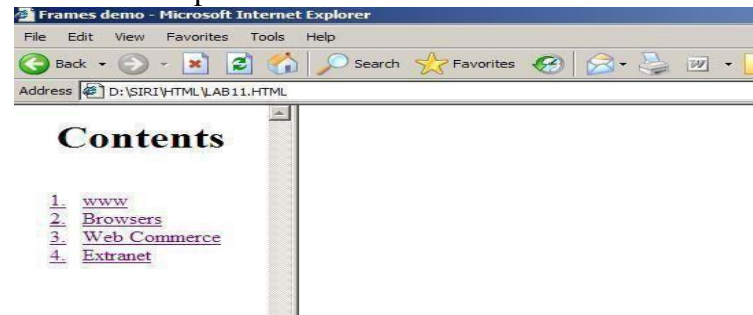 Frames demo - Microsoft Internet Explorer
File Edit View Favorites Tools Help
Back Search Favorites
Address D:\SIRI\HTML\LAB11.HTML
Contents
1. www
2. Browsers
3. Web Commerce
4. Extranet